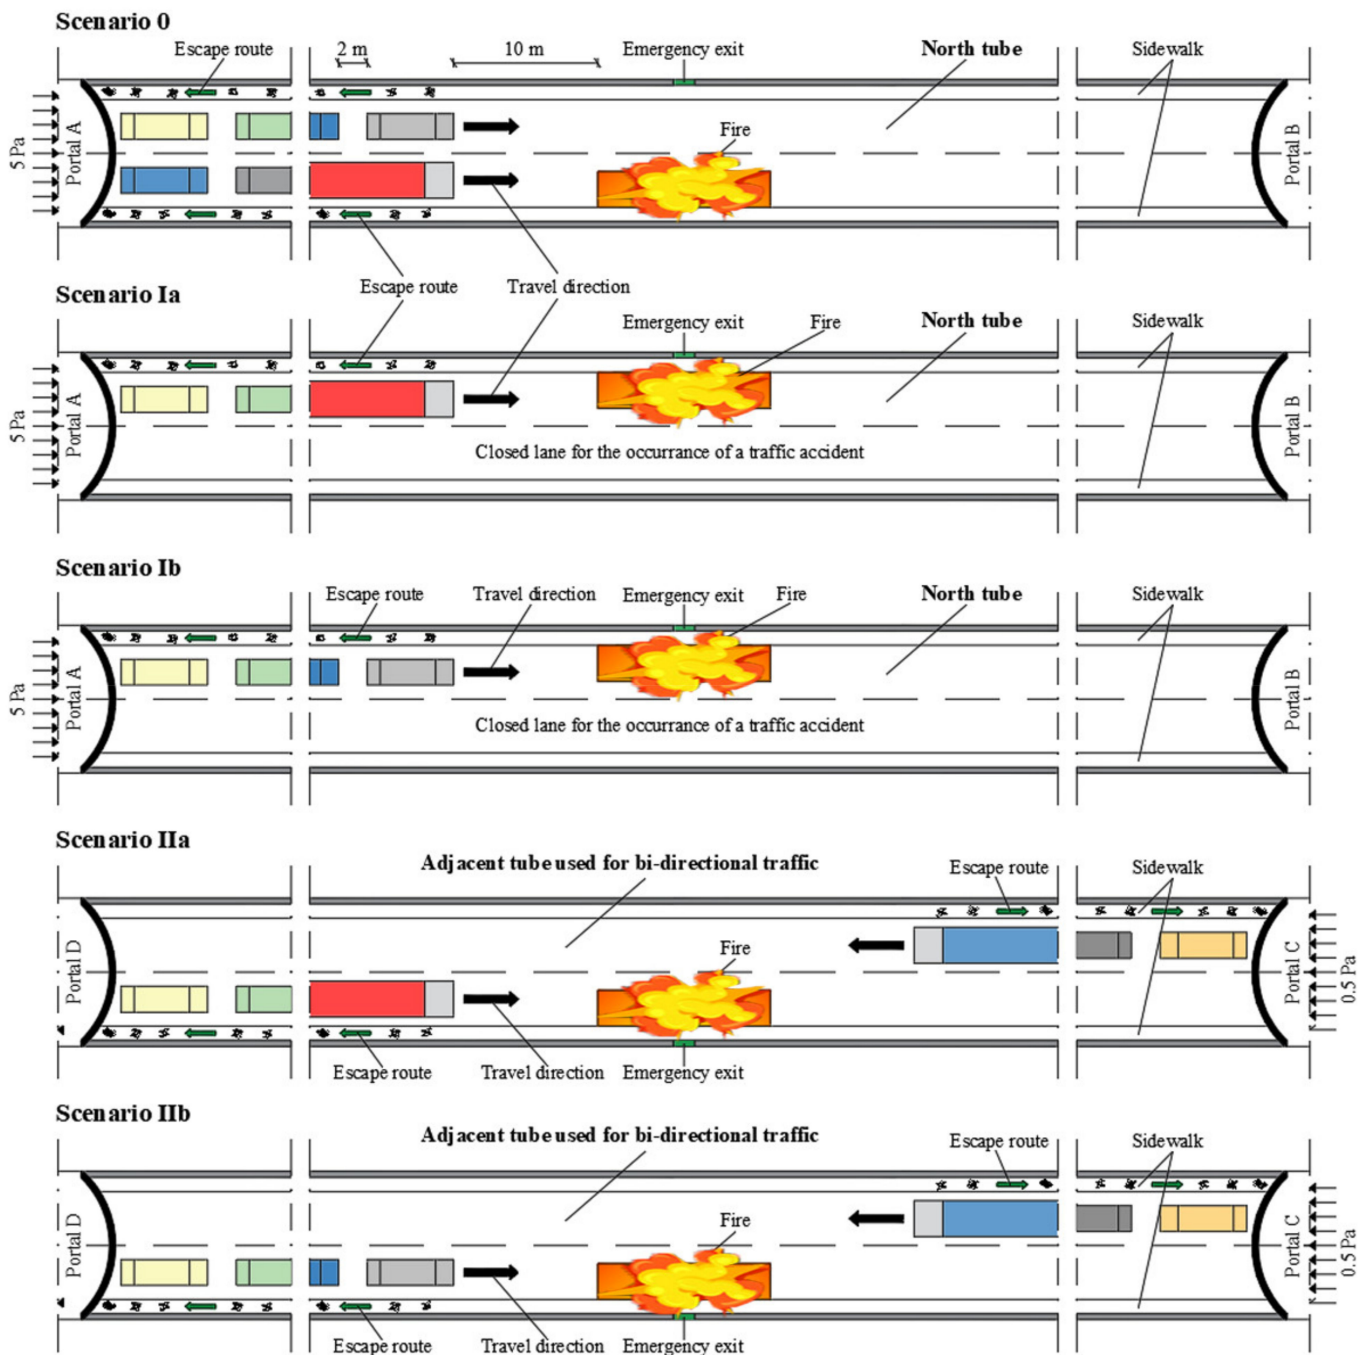 Scenario 0
Escape route
2 m
10 m
Emergency exit
North tube
Sidewalk
5 Pa
Portal A
Fire
Portal B
Escape route
Travel direction
Scenario Ia
Emergency exit
Fire
North tube
Sidewalk
5 Pa
Portal A
Portal B
Closed lane for the occurrance of a traffic accident
Scenario Ib
Escape route
Travel direction
Emergency exit
Fire
North tube
Sidewalk
5 Pa
Portal A
Portal B
Closed lane for the occurrance of a traffic accident
Scenario IIa
Adjacent tube used for bi-directional traffic
Escape route
Sidewalk
Portal D
Fire
Portal C
0.5 Pa
Escape route
Travel direction
Emergency exit
Scenario IIb
Adjacent tube used for bi-directional traffic
Escape route
Sidewalk
Portal D
Fire
Portal C
0.5 Pa
Escape route
Travel direction
Emergency exit